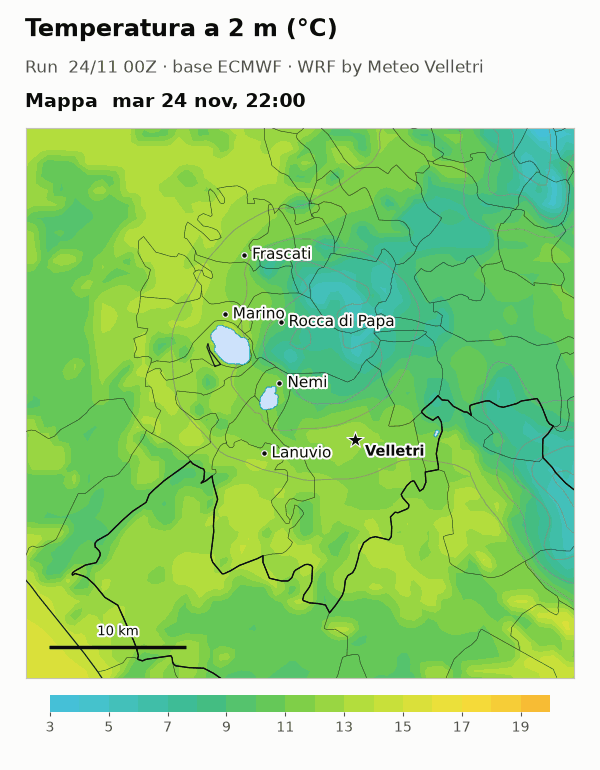 Temperatura a 2 m (°C)
Run  24/11 00Z · base ECMWF · WRF by Meteo Velletri
Mappa  mar 24 nov, 22:00
Frascati
Marino
Rocca di Papa
Nemi
Velletri
Lanuvio
10 km
3 5 7 9 11 13 15 17 19